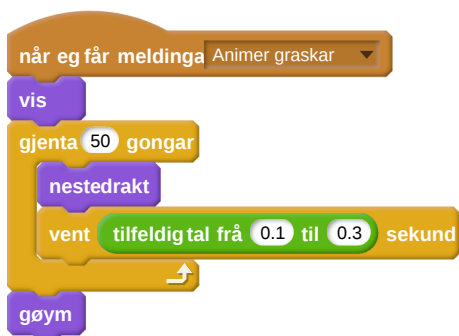 når eg får meldinga Animer graskar
vis
gjenta 50 gongar
nestedrakt
vent tilfeldig tal frå 0.1 til 0.3 sekund
gøym